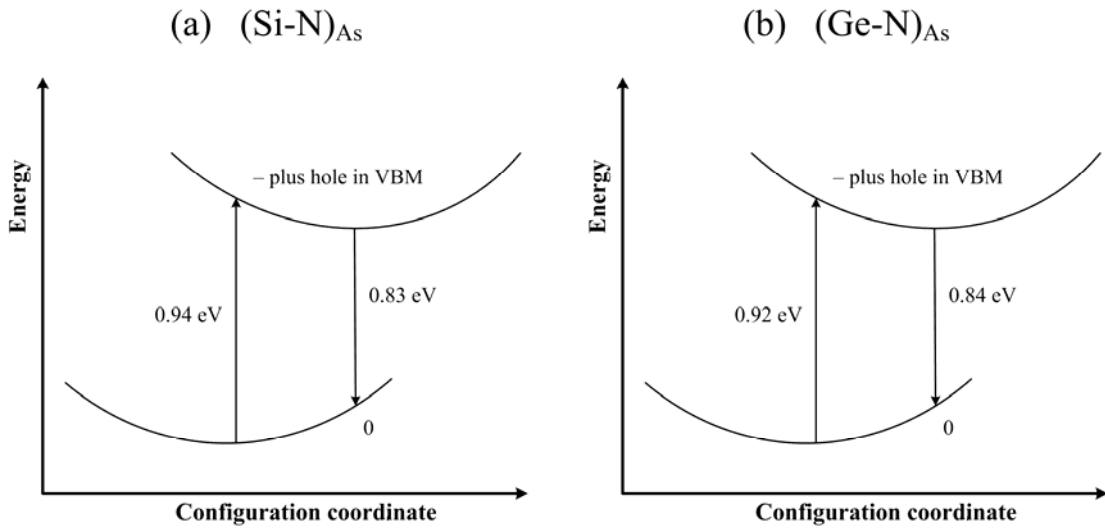 (a) (Si-N)As
Energy
– plus hole in VBM
0.94 eV
0.83 eV
0
Configuration coordinate
(b) (Ge-N)As
Energy
– plus hole in VBM
0.92 eV
0.84 eV
0
Configuration coordinate